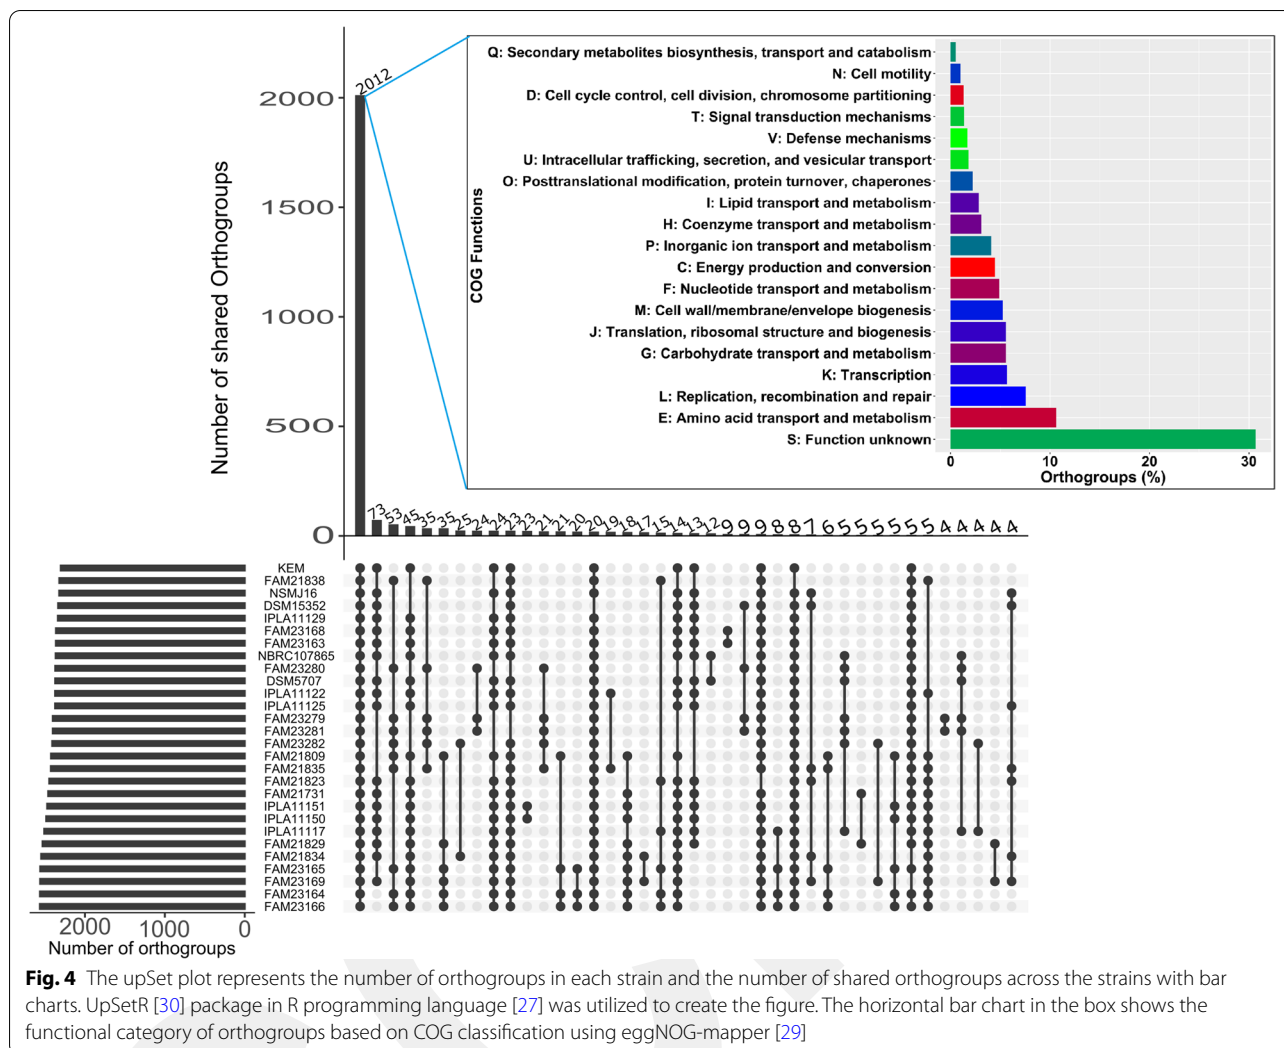 2012
Number of shared Orthogroups
2000
1500
1000
500
0
COG Functions
Q: Secondary metabolites biosynthesis, transport and catabolism
N: Cell motility
D: Cell cycle control, cell division, chromosome partitioning
T: Signal transduction mechanisms
V: Defense mechanisms
U: Intracellular trafficking, secretion, and vesicular transport
O: Posttranslational modification, protein turnover, chaperones
I: Lipid transport and metabolism
H: Coenzyme transport and metabolism
P: Inorganic ion transport and metabolism
C: Energy production and conversion
F: Nucleotide transport and metabolism
M: Cell wall/membrane/envelope biogenesis
J: Translation, ribosomal structure and biogenesis
G: Carbohydrate transport and metabolism
K: Transcription
L: Replication, recombination and repair
E: Amino acid transport and metabolism
S: Function unknown
0 10 20 30
Orthogroups (%)
73 53 45 35 35 25 24 24 23 23 21 21 20 20 19 18 17 15 14 13 12 9 9 9 8 8 7 6 5 5 5 5 5 5 4 4 4 4 4
KEM
FAM21838
NSMJ16
DSM15352
IPLA11129
FAM23168
FAM23163
NBRC107865
FAM23280
DSM5707
IPLA11122
IPLA11125
FAM23279
FAM23281
FAM23282
FAM21809
FAM21835
FAM21823
FAM21731
IPLA11151
IPLA11150
IPLA11117
FAM21829
FAM21834
FAM23165
FAM23169
FAM23164
FAM23166
2000 1000 0
Number of orthogroups
Fig. 4 The upSet plot represents the number of orthogroups in each strain and the number of shared orthogroups across the strains with bar
charts. UpSetR [30] package in R programming language [27] was utilized to create the figure. The horizontal bar chart in the box shows the
functional category of orthogroups based on COG classification using eggNOG-mapper [29]